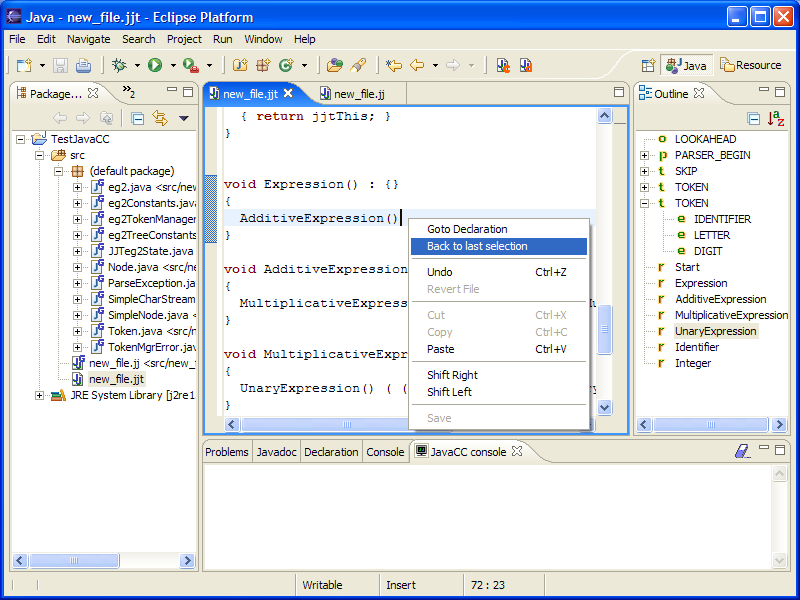 Java - new_file.jjt - Eclipse Platform
File Edit Navigate Search Project Run Window Help
Java Resource
Package... »2
TestJavaCC
src
(default package)
eg2.java <src/new
eg2Constants.java
eg2TokenManager
eg2TreeConstants
JJTeg2State.java
Node.java <src/ne
ParseException.ja
SimpleCharStream
SimpleNode.java <
Token.java <src/n
TokenMgrError.jav
new_file.jj <src/new_
new_file.jjt
JRE System Library [j2re1
new_file.jjt new_file.jj
{ return jjtThis; }
}
void Expression() : {}
{
AdditiveExpression()
}
void AdditiveExpression
{
MultiplicativeExpress
}
void MultiplicativeExpr
{
UnaryExpression() ( (
}
Goto Declaration
Back to last selection
Undo Ctrl+Z
Revert File
Cut Ctrl+X
Copy Ctrl+C
Paste Ctrl+V
Shift Right
Shift Left
Save
Outline
LOOKAHEAD
PARSER_BEGIN
SKIP
TOKEN
TOKEN
IDENTIFIER
LETTER
DIGIT
Start
Expression
AdditiveExpression
MultiplicativeExpression
UnaryExpression
Identifier
Integer
Problems Javadoc Declaration Console JavaCC console
Writable Insert 72 : 23